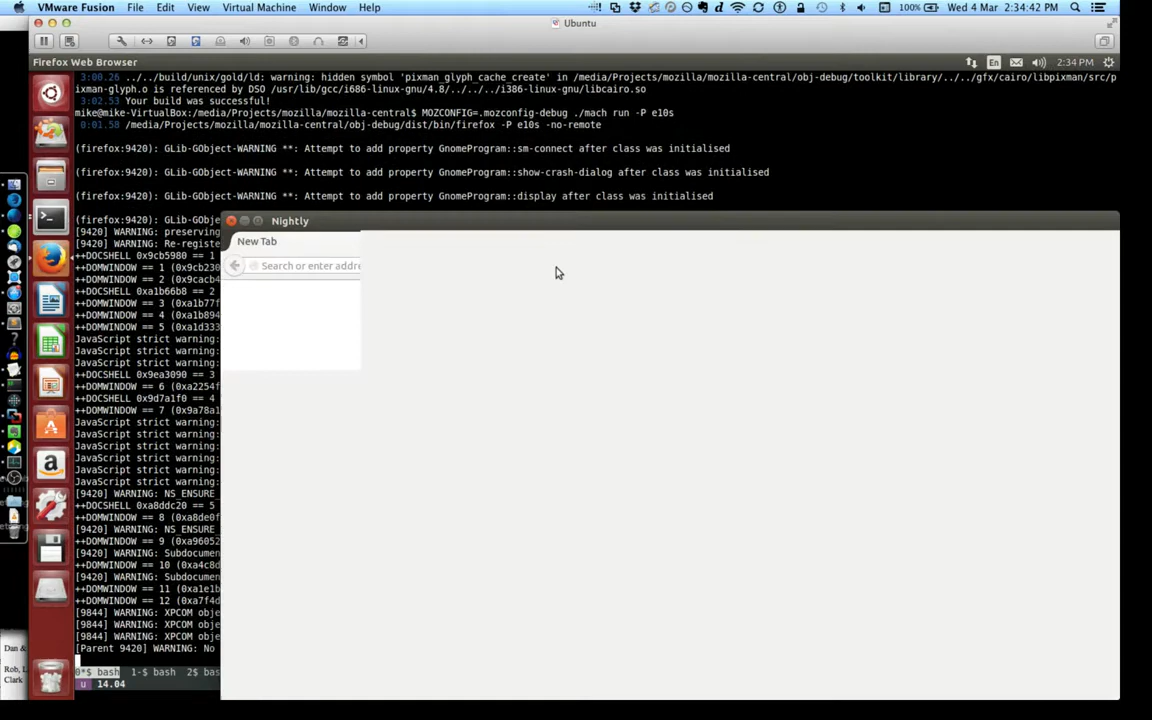 VMware Fusion File Edit View Virtual Machine Window Help 100% Wed 4 Mar 2:34:42 PM
Ubuntu
Firefox Web Browser En 2:34 PM
3:00.26 ../../build/unix/gold/ld: warning: hidden symbol 'pixman_glyph_cache_create' in /media/Projects/mozilla/mozilla-central/obj-debug/toolkit/library/../../gfx/cairo/libpixman/src/p
ixman-glyph.o is referenced by DSO /usr/lib/gcc/i686-linux-gnu/4.8/../../../i386-linux-gnu/libcairo.so
3:02.53 Your build was successful!
mike@mike-VirtualBox:/media/Projects/mozilla/mozilla-central$ MOZCONFIG=.mozconfig-debug ./mach run -P e10s
0:01.58 /media/Projects/mozilla/mozilla-central/obj-debug/dist/bin/firefox -P e10s -no-remote
(firefox:9420): GLib-GObject-WARNING **: Attempt to add property GnomeProgram::sm-connect after class was initialised
(firefox:9420): GLib-GObject-WARNING **: Attempt to add property GnomeProgram::show-crash-dialog after class was initialised
(firefox:9420): GLib-GObject-WARNING **: Attempt to add property GnomeProgram::display after class was initialised
(firefox:9420): GLib-GObje
[9420] WARNING: preserving
[9420] WARNING: Re-registe
++DOCSHELL 0x9cb5980 == 1
++DOMWINDOW == 1 (0x9cb230
++DOMWINDOW == 2 (0x9cacb4
++DOCSHELL 0xa1b66b8 == 2
++DOMWINDOW == 3 (0xa1b77f
++DOMWINDOW == 4 (0xa1b894
++DOMWINDOW == 5 (0xa1d333
JavaScript strict warning:
JavaScript strict warning:
JavaScript strict warning:
++DOCSHELL 0x9ea3090 == 3
++DOMWINDOW == 6 (0xa2254f
++DOCSHELL 0x9d7a1f0 == 4
++DOMWINDOW == 7 (0x9a78a1
JavaScript strict warning:
JavaScript strict warning:
JavaScript strict warning:
JavaScript strict warning:
JavaScript strict warning:
JavaScript strict warning:
[9420] WARNING: NS_ENSURE_
++DOCSHELL 0xa8ddc20 == 5
++DOMWINDOW == 8 (0xa8de0f
[9420] WARNING: NS_ENSURE_
++DOMWINDOW == 9 (0xa96052
[9420] WARNING: Subdocumen
++DOMWINDOW == 10 (0xa4c8d
[9420] WARNING: Subdocumen
++DOMWINDOW == 11 (0xa1e1b
++DOMWINDOW == 12 (0xa7f4d
[9844] WARNING: XPCOM obje
[9844] WARNING: XPCOM obje
[9844] WARNING: XPCOM obje
[Parent 9420] WARNING: No
0*$ bash 1-$ bash 2$ bas
u 14.04
Nightly
New Tab
Search or enter addre
Dan &
Rob, L
Clark